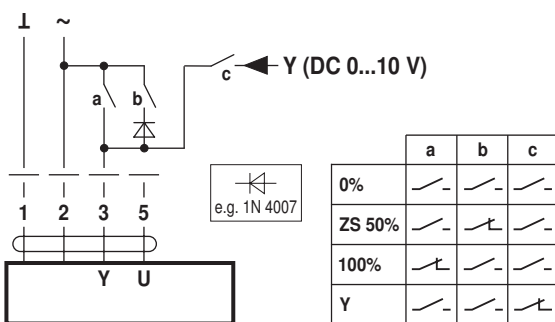 ⊥ ~
a b c Y (DC 0...10 V)
1 2 3 5
Y U
e.g. 1N 4007
a b c
0%
ZS 50%
100%
Y